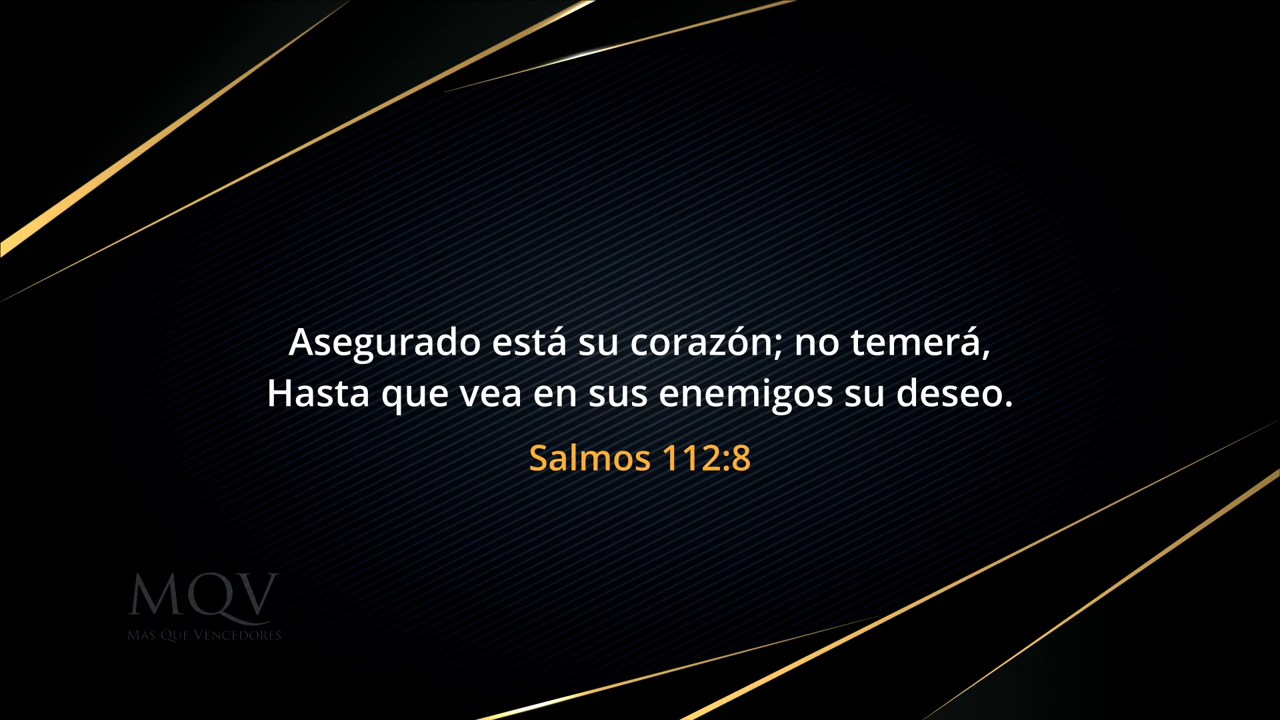 Asegurado está su corazón; no temerá,
Hasta que vea en sus enemigos su deseo.
Salmos 112:8
MQV
Más Que Vencedores